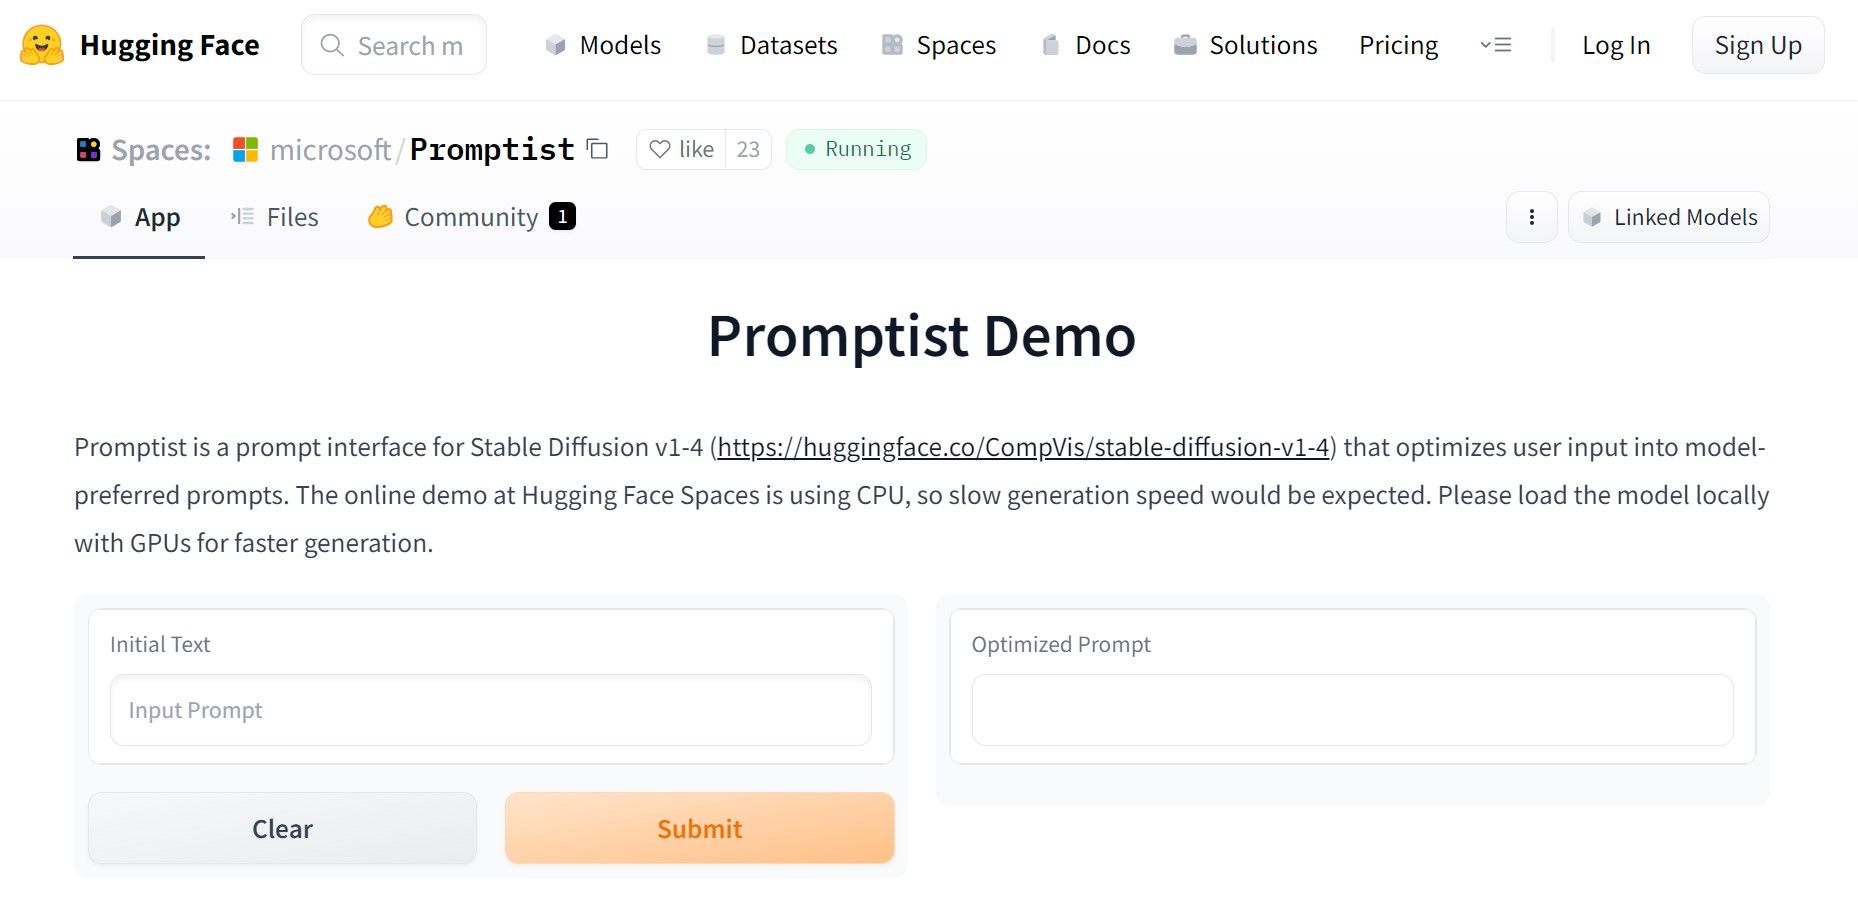 Hugging Face
Search m
Models
Datasets
Spaces
Docs
Solutions
Pricing
Log In
Sign Up
Spaces:
microsoft/Promptist
like
23
Running
App
Files
Community
1
Linked Models
Promptist Demo
Promptist is a prompt interface for Stable Diffusion v1-4 (https://huggingface.co/CompVis/stable-diffusion-v1-4) that optimizes user input into model-
preferred prompts. The online demo at Hugging Face Spaces is using CPU, so slow generation speed would be expected. Please load the model locally
with GPUs for faster generation.
Initial Text
Input Prompt
Optimized Prompt
Clear
Submit